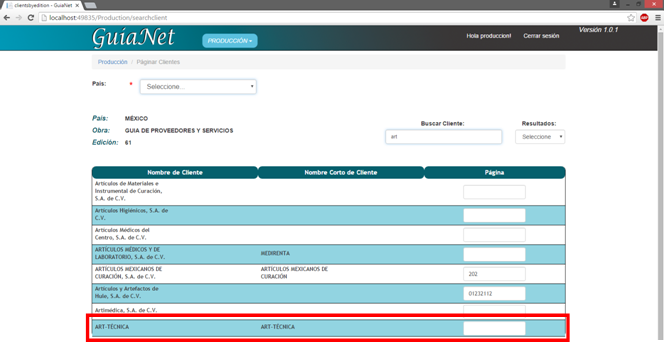 clientsbyedition - GuiaNet
localhost:49835/Production/searchclient
GuiaNet
PRODUCCIÓN
Hola produccion!
Cerrar sesión
Versión 1.0.1
Producción / Páginar Clientes
País: * Seleccione...
País: MÉXICO
Obra: GUIA DE PROVEEDORES Y SERVICIOS
Edición: 61
Buscar Cliente:
art
Resultados:
Seleccione
Nombre de Cliente Nombre Corto de Cliente Página
Artículos de Materiales e
Instrumental de Curación,
S.A. de C.V.
Artículos Higiénicos, S.A. de
C.V.
Artículos Médicos del
Centro, S.A. de C.V.
ARTÍCULOS MÉDICOS Y DE
LABORATORIO, S.A. de C.V.
MEDIRENTA
ARTÍCULOS MEXICANOS DE
CURACIÓN, S.A. de C.V.
ARTÍCULOS MEXICANOS DE
CURACIÓN
202
Artículos y Artefactos de
Hule, S.A. de C.V.
01232112
Artimédica, S.A. de C.V.
ART-TÉCNICA ART-TÉCNICA